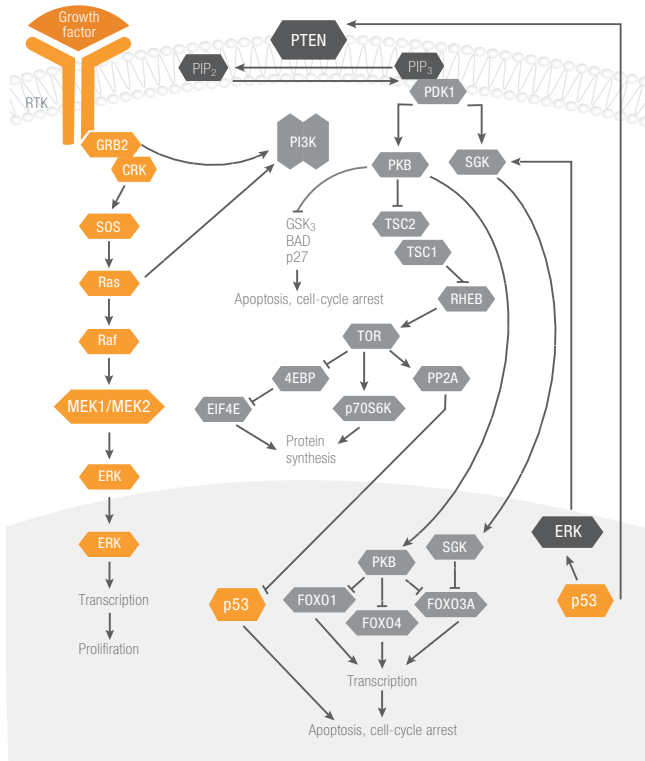 Growth
factor
PTEN
PIP2
PIP3
RTK
PDK1
GRB2
CRK
PI3K
PKB
SGK
SOS
GSK3
BAD
p27
TSC2
TSC1
Ras
Apoptosis, cell-cycle arrest
RHEB
Raf
TOR
4EBP
PP2A
MEK1/MEK2
EIF4E
p70S6K
Protein
synthesis
ERK
ERK
ERK
SGK
PKB
Transcription
p53
FOXO1
FOXO4
FOXO3A
p53
Prolifiration
Transcription
Apoptosis, cell-cycle arrest